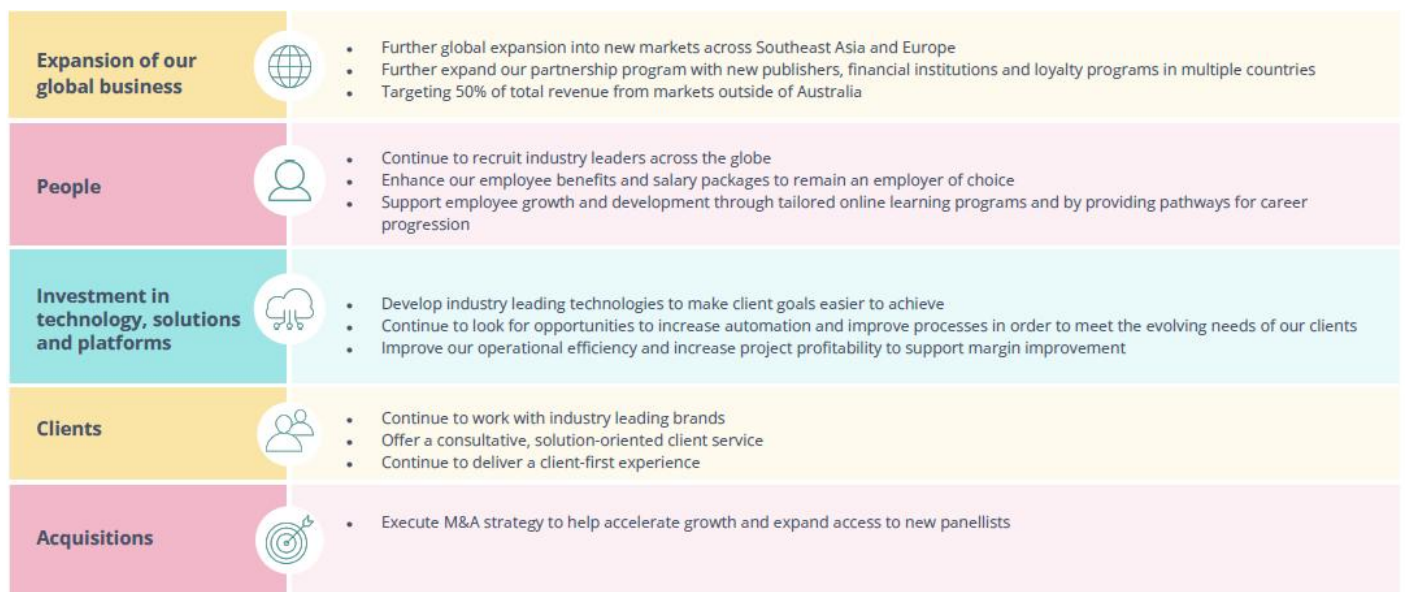 Expansion of our
global business
• Further global expansion into new markets across Southeast Asia and Europe
• Further expand our partnership program with new publishers, financial institutions and loyalty programs in multiple countries
• Targeting 50% of total revenue from markets outside of Australia
People
• Continue to recruit industry leaders across the globe
• Enhance our employee benefits and salary packages to remain an employer of choice
• Support employee growth and development through tailored online learning programs and by providing pathways for career
progression
Investment in
technology, solutions
and platforms
• Develop industry leading technologies to make client goals easier to achieve
• Continue to look for opportunities to increase automation and improve processes in order to meet the evolving needs of our clients
• Improve our operational efficiency and increase project profitability to support margin improvement
Clients
• Continue to work with industry leading brands
• Offer a consultative, solution-oriented client service
• Continue to deliver a client-first experience
Acquisitions
• Execute M&A strategy to help accelerate growth and expand access to new panellists